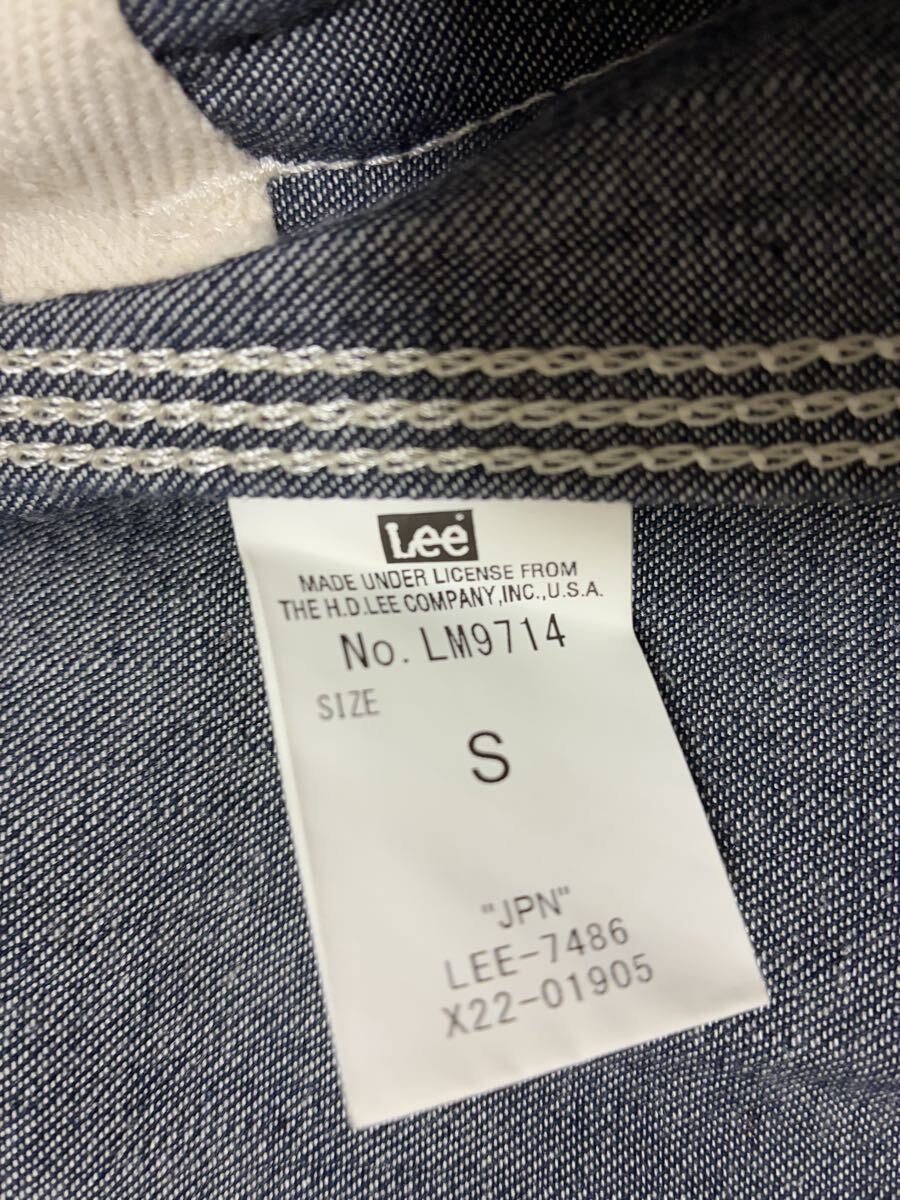 Lee
MADE UNDER LICENSE FROM
THE H.D.LEE COMPANY,INC.,U.S.A.
No. LM9714
SIZE
S
"JPN"
LEE-7486
X22-01905